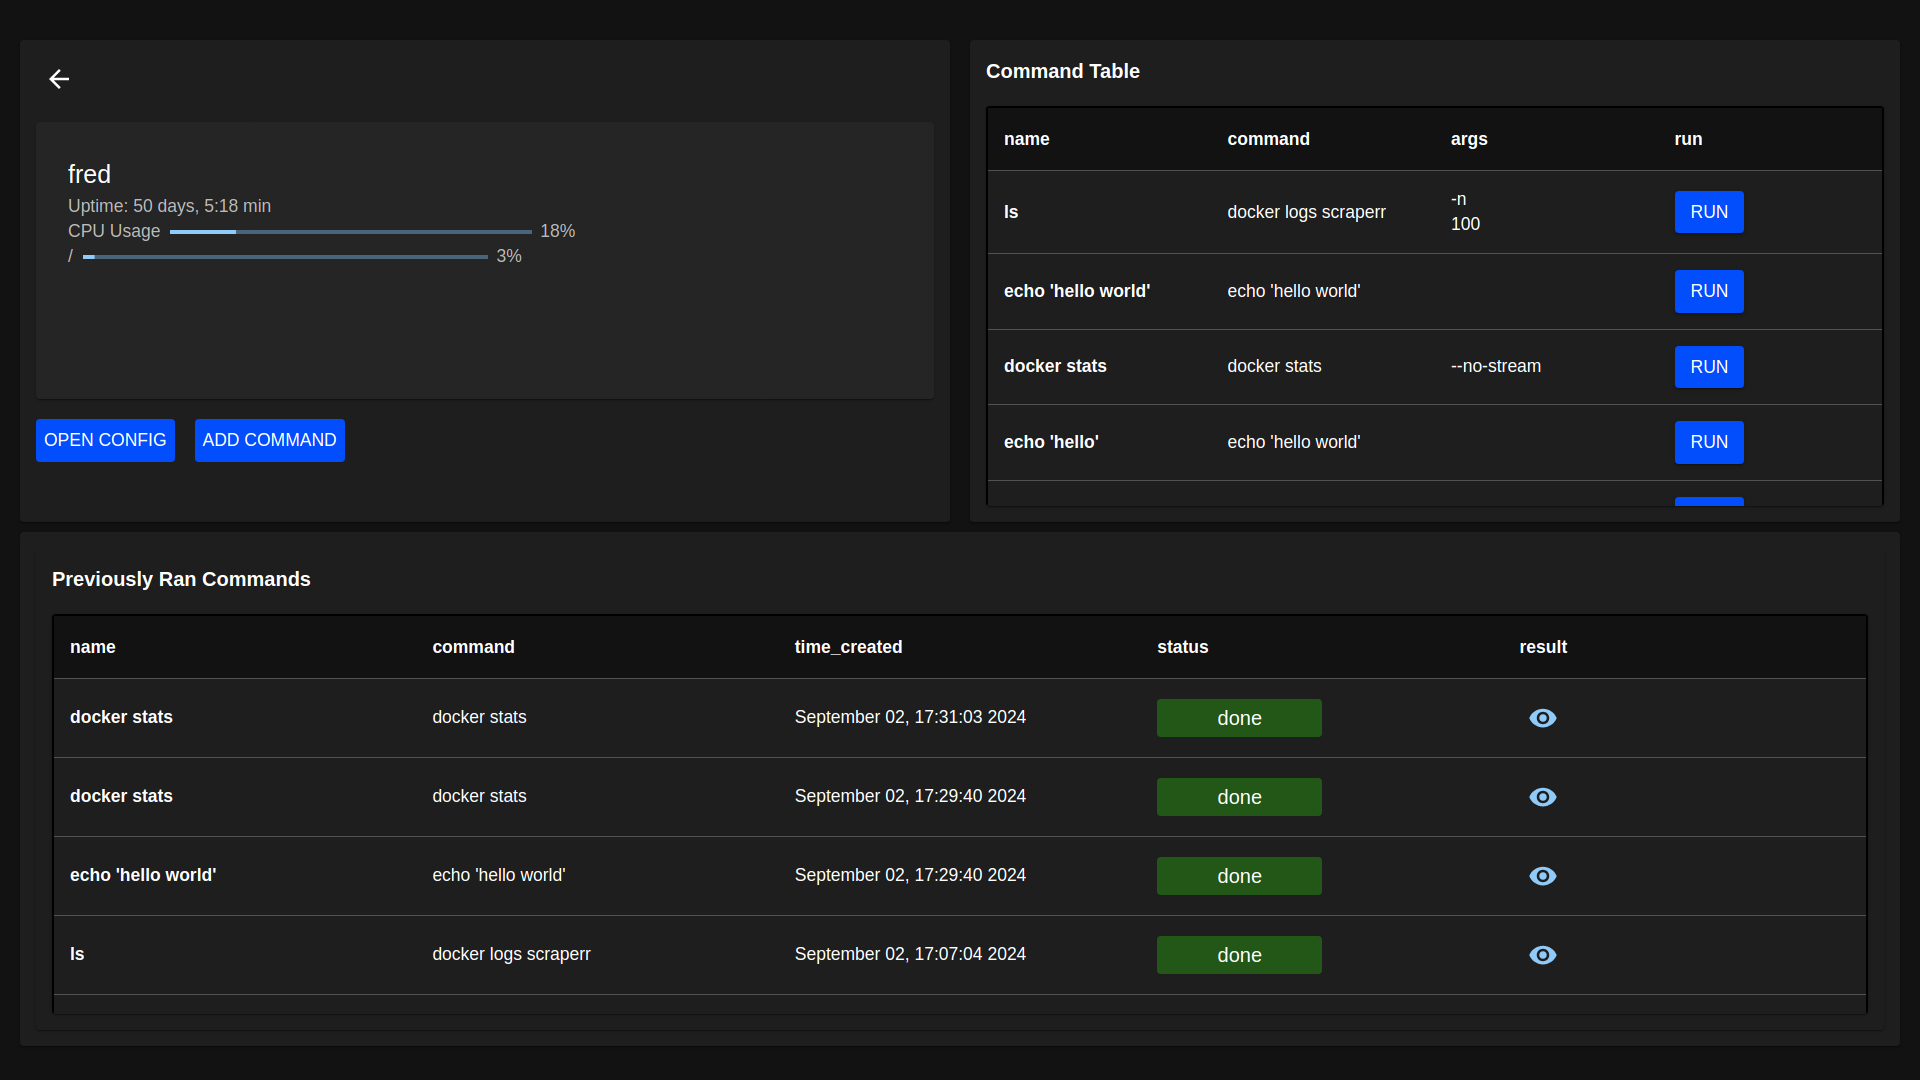 fred
Uptime: 50 days, 5:18 min
CPU Usage 18%
/ 3%
OPEN CONFIG ADD COMMAND
Command Table
name command args run
ls docker logs scraperr -n 100 RUN
echo 'hello world' echo 'hello world' RUN
docker stats docker stats --no-stream RUN
echo 'hello' echo 'hello world' RUN
Previously Ran Commands
name command time_created status result
docker stats docker stats September 02, 17:31:03 2024 done
docker stats docker stats September 02, 17:29:40 2024 done
echo 'hello world' echo 'hello world' September 02, 17:29:40 2024 done
ls docker logs scraperr September 02, 17:07:04 2024 done